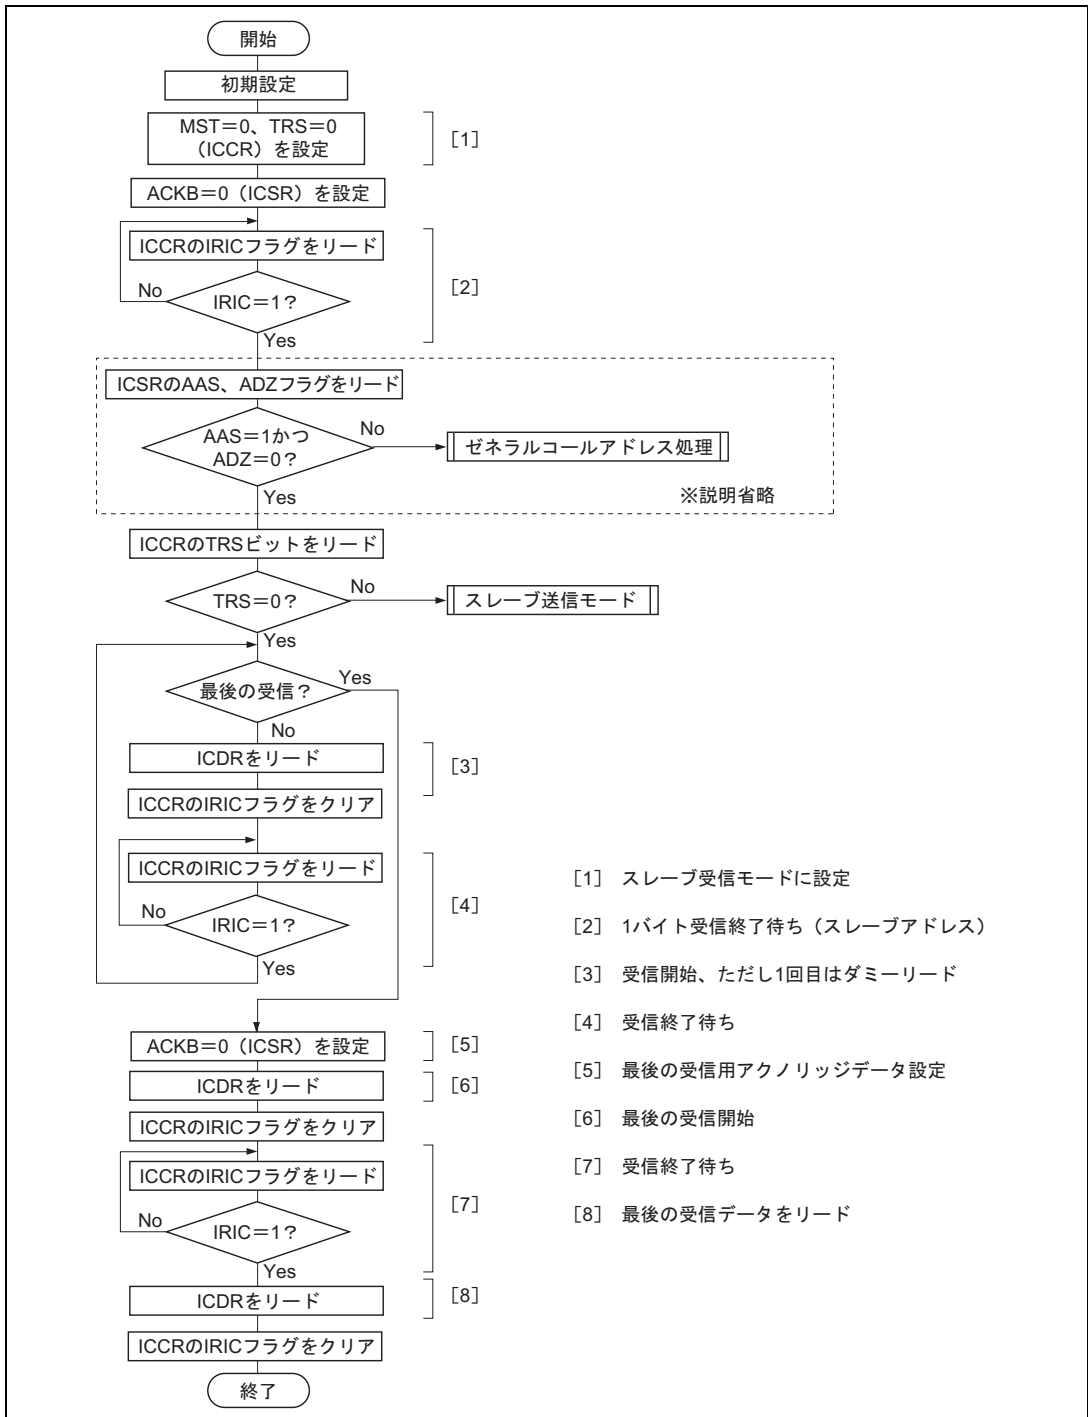 開始
初期設定
MST＝0、TRS＝0
（ICCR）を設定
[1]
ACKB＝0（ICSR）を設定
ICCRのIRICフラグをリード
No
IRIC＝1？
[2]
Yes
ICSRのAAS、ADZフラグをリード
AAS＝1かつ
ADZ＝0？
No
ゼネラルコールアドレス処理
Yes
※説明省略
ICCRのTRSビットをリード
TRS＝0？
No
スレーブ送信モード
Yes
最後の受信？
Yes
No
ICDRをリード
[3]
ICCRのIRICフラグをクリア
ICCRのIRICフラグをリード
No
IRIC＝1？
[4]
Yes
ACKB＝0（ICSR）を設定
[5]
ICDRをリード
[6]
ICCRのIRICフラグをクリア
ICCRのIRICフラグをリード
No
IRIC＝1？
[7]
Yes
ICDRをリード
[8]
ICCRのIRICフラグをクリア
終了
[1] スレーブ受信モードに設定
[2] 1バイト受信終了待ち（スレーブアドレス）
[3] 受信開始、ただし1回目はダミーリード
[4] 受信終了待ち
[5] 最後の受信用アクノリッジデータ設定
[6] 最後の受信開始
[7] 受信終了待ち
[8] 最後の受信データをリード